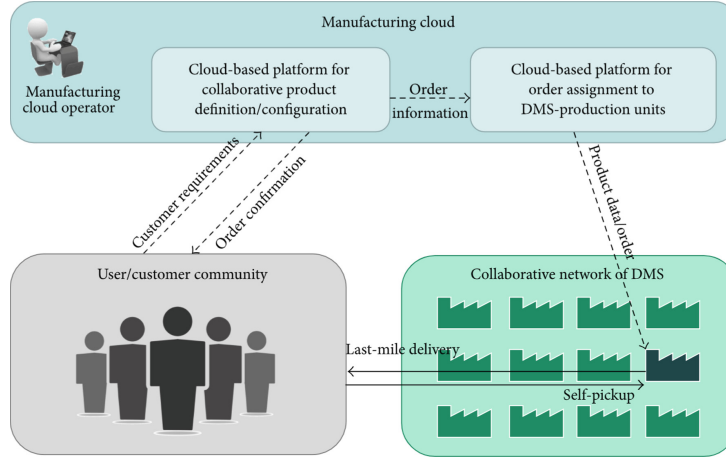 Manufacturing cloud
Manufacturing
cloud operator
Cloud-based platform for
collaborative product
definition/configuration
Order
information
Cloud-based platform for
order assignment to
DMS-production units
Customer requirements
Order confirmation
Product data/order
User/customer community
Collaborative network of DMS
Last-mile delivery
Self-pickup